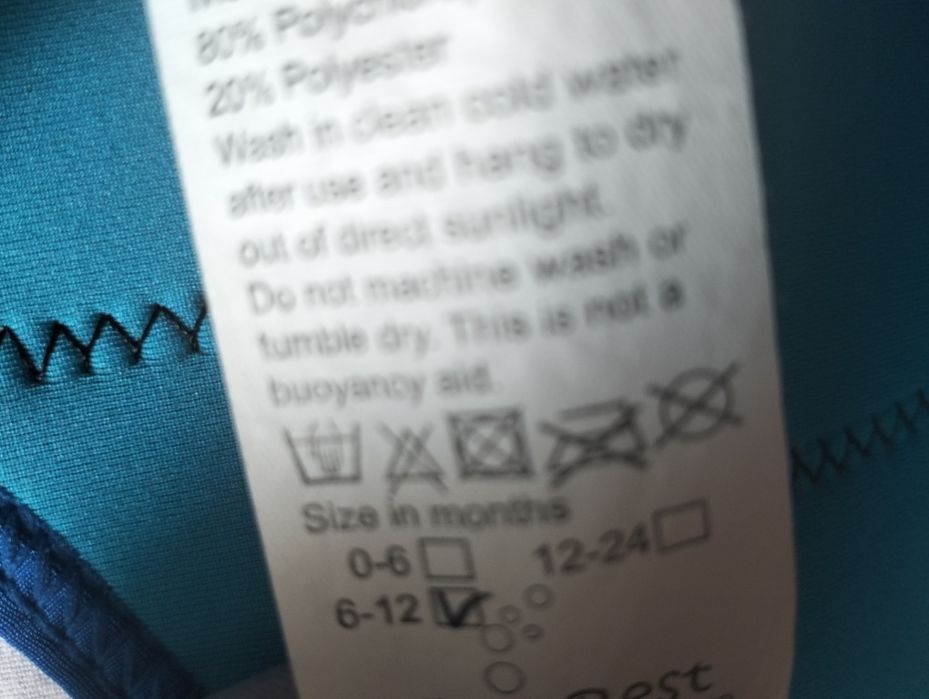 80%
20% Polyester
Wash in clean cold water
after use and hang to dry
out of direct sunlight.
Do not machine wash or
tumble dry. This is not a
buoyancy aid.
Size in months
0-6 12-24
6-12
Best